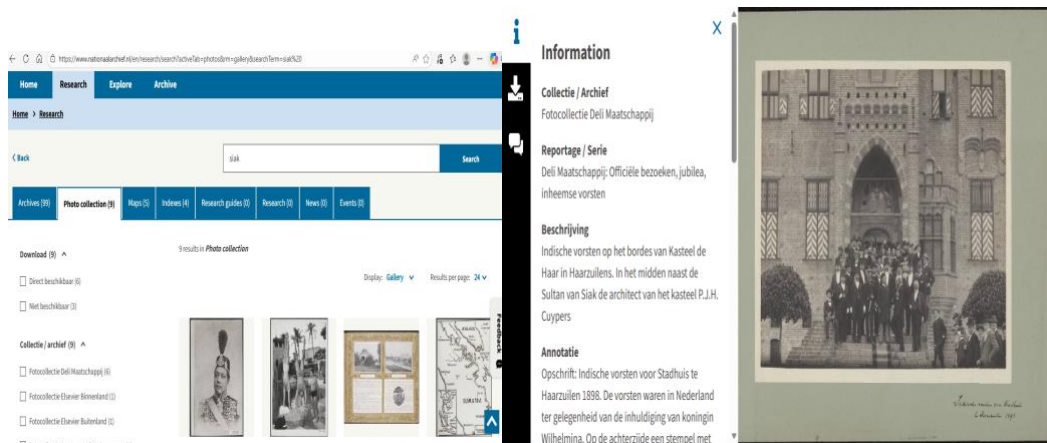 https://www.nationaalarchief.nl/en/research/search?activeTab=photos&rm=gallery&searchTerm=siak%20
Home Research Explore Archive
Home > Research
Back
siak
Search
Archives (99) Photo collection (9) Maps (5) Indexes (4) Research guides (0) Research (0) News (0) Events (0)
Download (9)
9 results in Photo collection
Display: Gallery Results per page: 24
Direct beschikbaar (6)
Niet beschikbaar (3)
Feedback
Collectie / archief (9)
Fotocollectie Deli Maatschappij (6)
Fotocollectie Elsevier Binnenland (1)
Fotocollectie Elsevier Buitenland (1)
SUMATRA
Information
Collectie / Archief
Fotocollectie Deli Maatschappij
Reportage / Serie
Deli Maatschappij: Officiële bezoeken, jubilea,
inheemse vorsten
Beschrijving
Indische vorsten op het bordes van Kasteel de
Haar in Haarzuilens. In het midden naast de
Sultan van Siak de architect van het kasteel P.J.H.
Cuypers
Annotatie
Opschrift: Indische vorsten voor Stadhuis te
Haarzuilen 1898. De vorsten waren in Nederland
ter gelegenheid van de inhuldiging van koningin
Wilhelmina. Op de achterzijde een stempel met